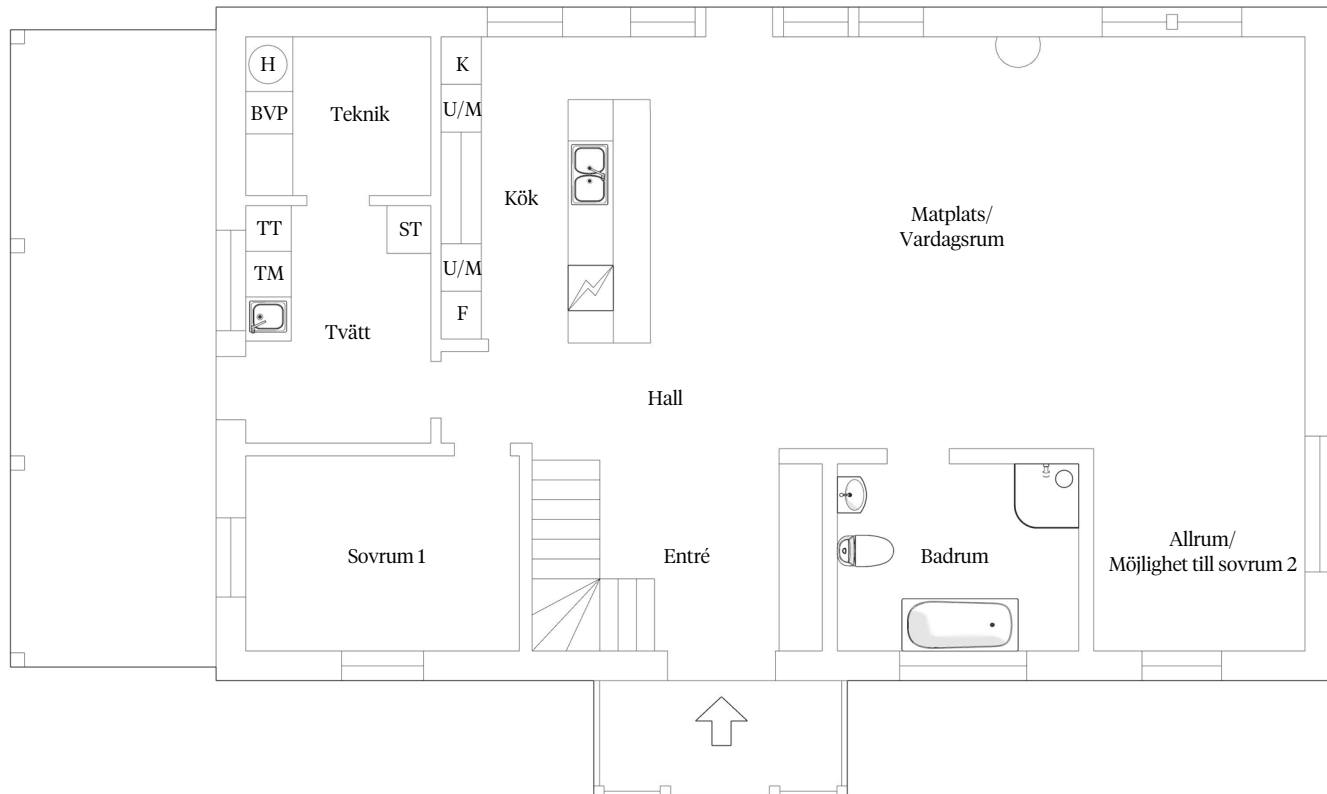 H
K
BVP
U/M
Teknik
Kök
Matplats/
Vardagsrum
TT
ST
TM
U/M
F
Tvätt
Hall
Sovrum 1
Entré
Badrum
Allrum/
Möjlighet till sovrum 2